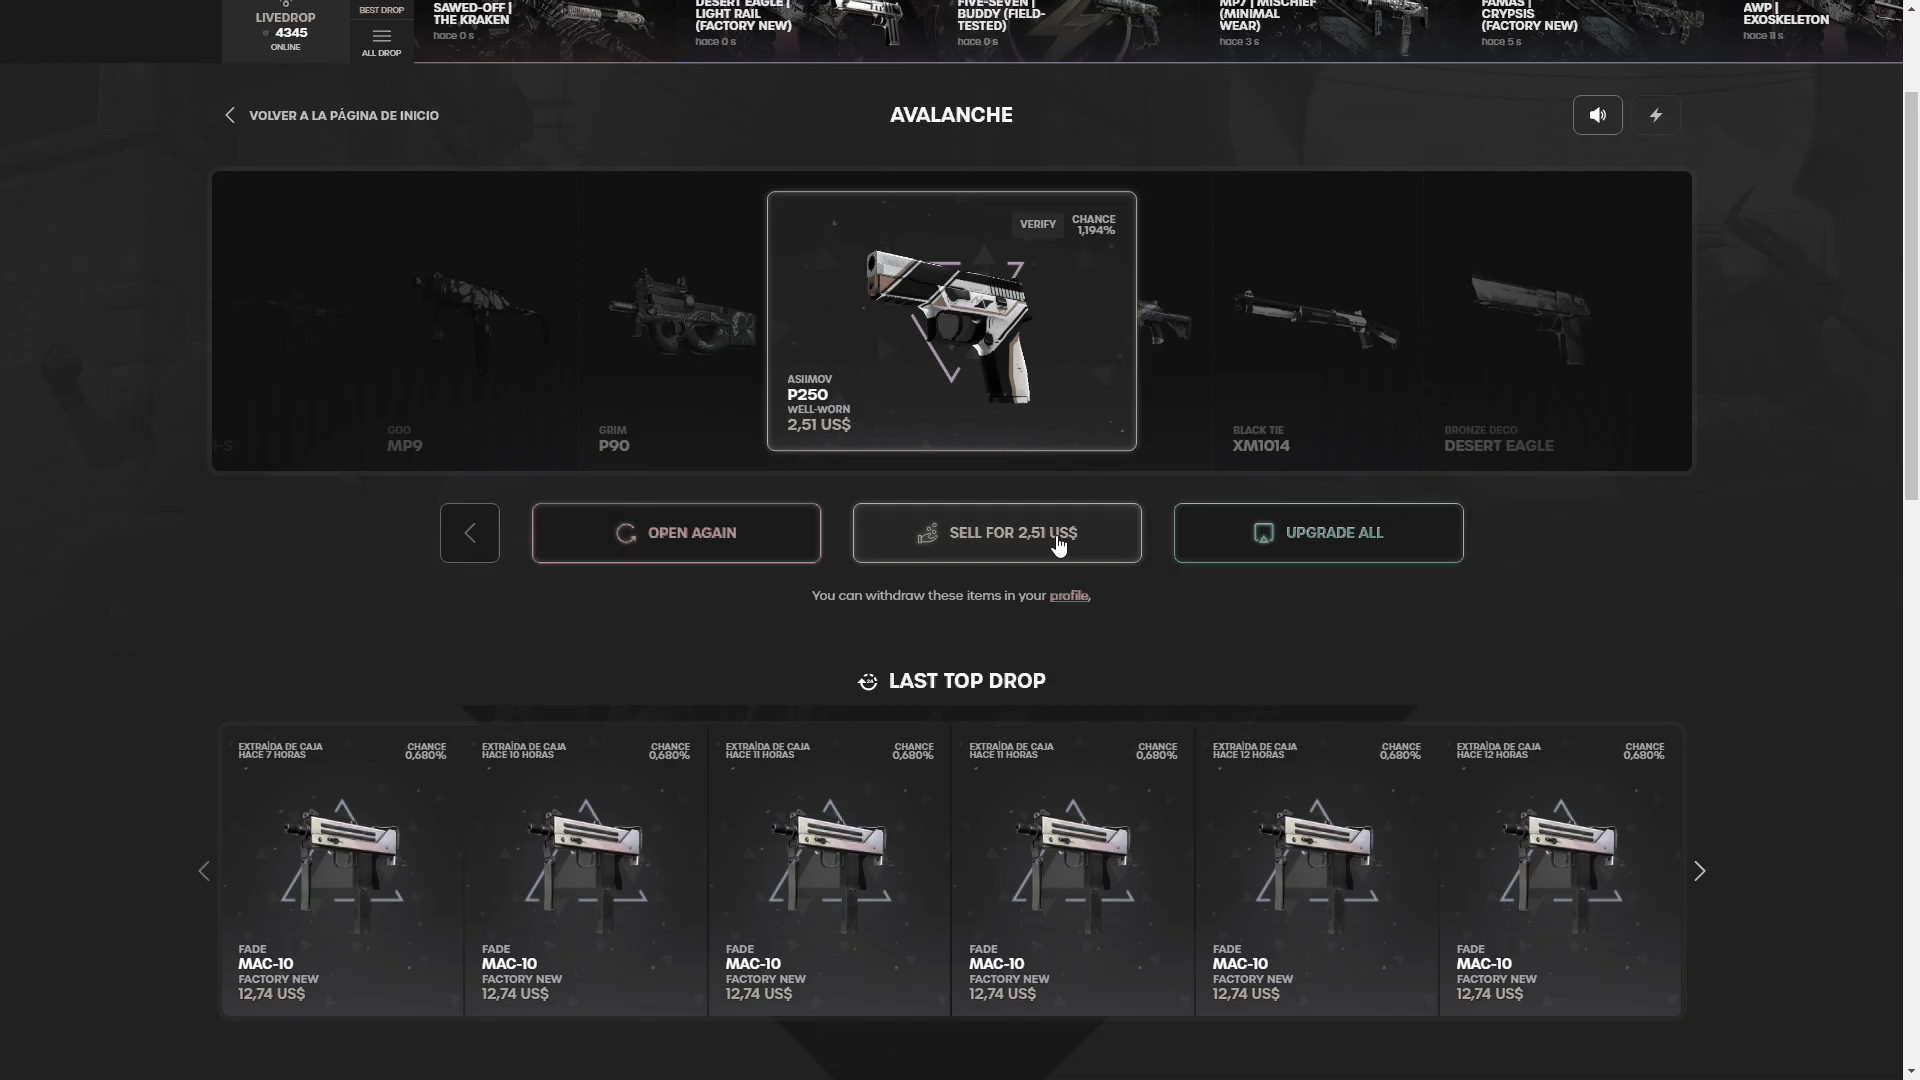 LIVEDROP
4345
ONLINE
BEST DROP
ALL DROP
SAWED-OFF |
THE KRAKEN
hace 0 s
DESERT EAGLE |
LIGHT RAIL
(FACTORY NEW)
hace 0 s
FIVE-SEVEN |
BUDDY (FIELD-
TESTED)
hace 0 s
MP7 | MISCHIEF
(MINIMAL
WEAR)
hace 3 s
FAMAS |
CRYPSIS
(FACTORY NEW)
hace 5 s
AWP |
EXOSKELETON
hace 11 s
VOLVER A LA PÁGINA DE INICIO
AVALANCHE
VERIFY
CHANCE
1,194%
ASIIMOV
P250
WELL-WORN
2,51 US$
GOO
MP9
GRIM
P90
BLACK TIE
XM1014
BRONZE DECO
DESERT EAGLE
OPEN AGAIN
SELL FOR 2,51 US$
UPGRADE ALL
You can withdraw these items in your profile.
LAST TOP DROP
EXTRAÍDA DE CAJA
HACE 7 HORAS
CHANCE
0,680%
FADE
MAC-10
FACTORY NEW
12,74 US$
EXTRAÍDA DE CAJA
HACE 10 HORAS
CHANCE
0,680%
FADE
MAC-10
FACTORY NEW
12,74 US$
EXTRAÍDA DE CAJA
HACE 11 HORAS
CHANCE
0,680%
FADE
MAC-10
FACTORY NEW
12,74 US$
EXTRAÍDA DE CAJA
HACE 11 HORAS
CHANCE
0,680%
FADE
MAC-10
FACTORY NEW
12,74 US$
EXTRAÍDA DE CAJA
HACE 12 HORAS
CHANCE
0,680%
FADE
MAC-10
FACTORY NEW
12,74 US$
EXTRAÍDA DE CAJA
HACE 12 HORAS
CHANCE
0,680%
FADE
MAC-10
FACTORY NEW
12,74 US$